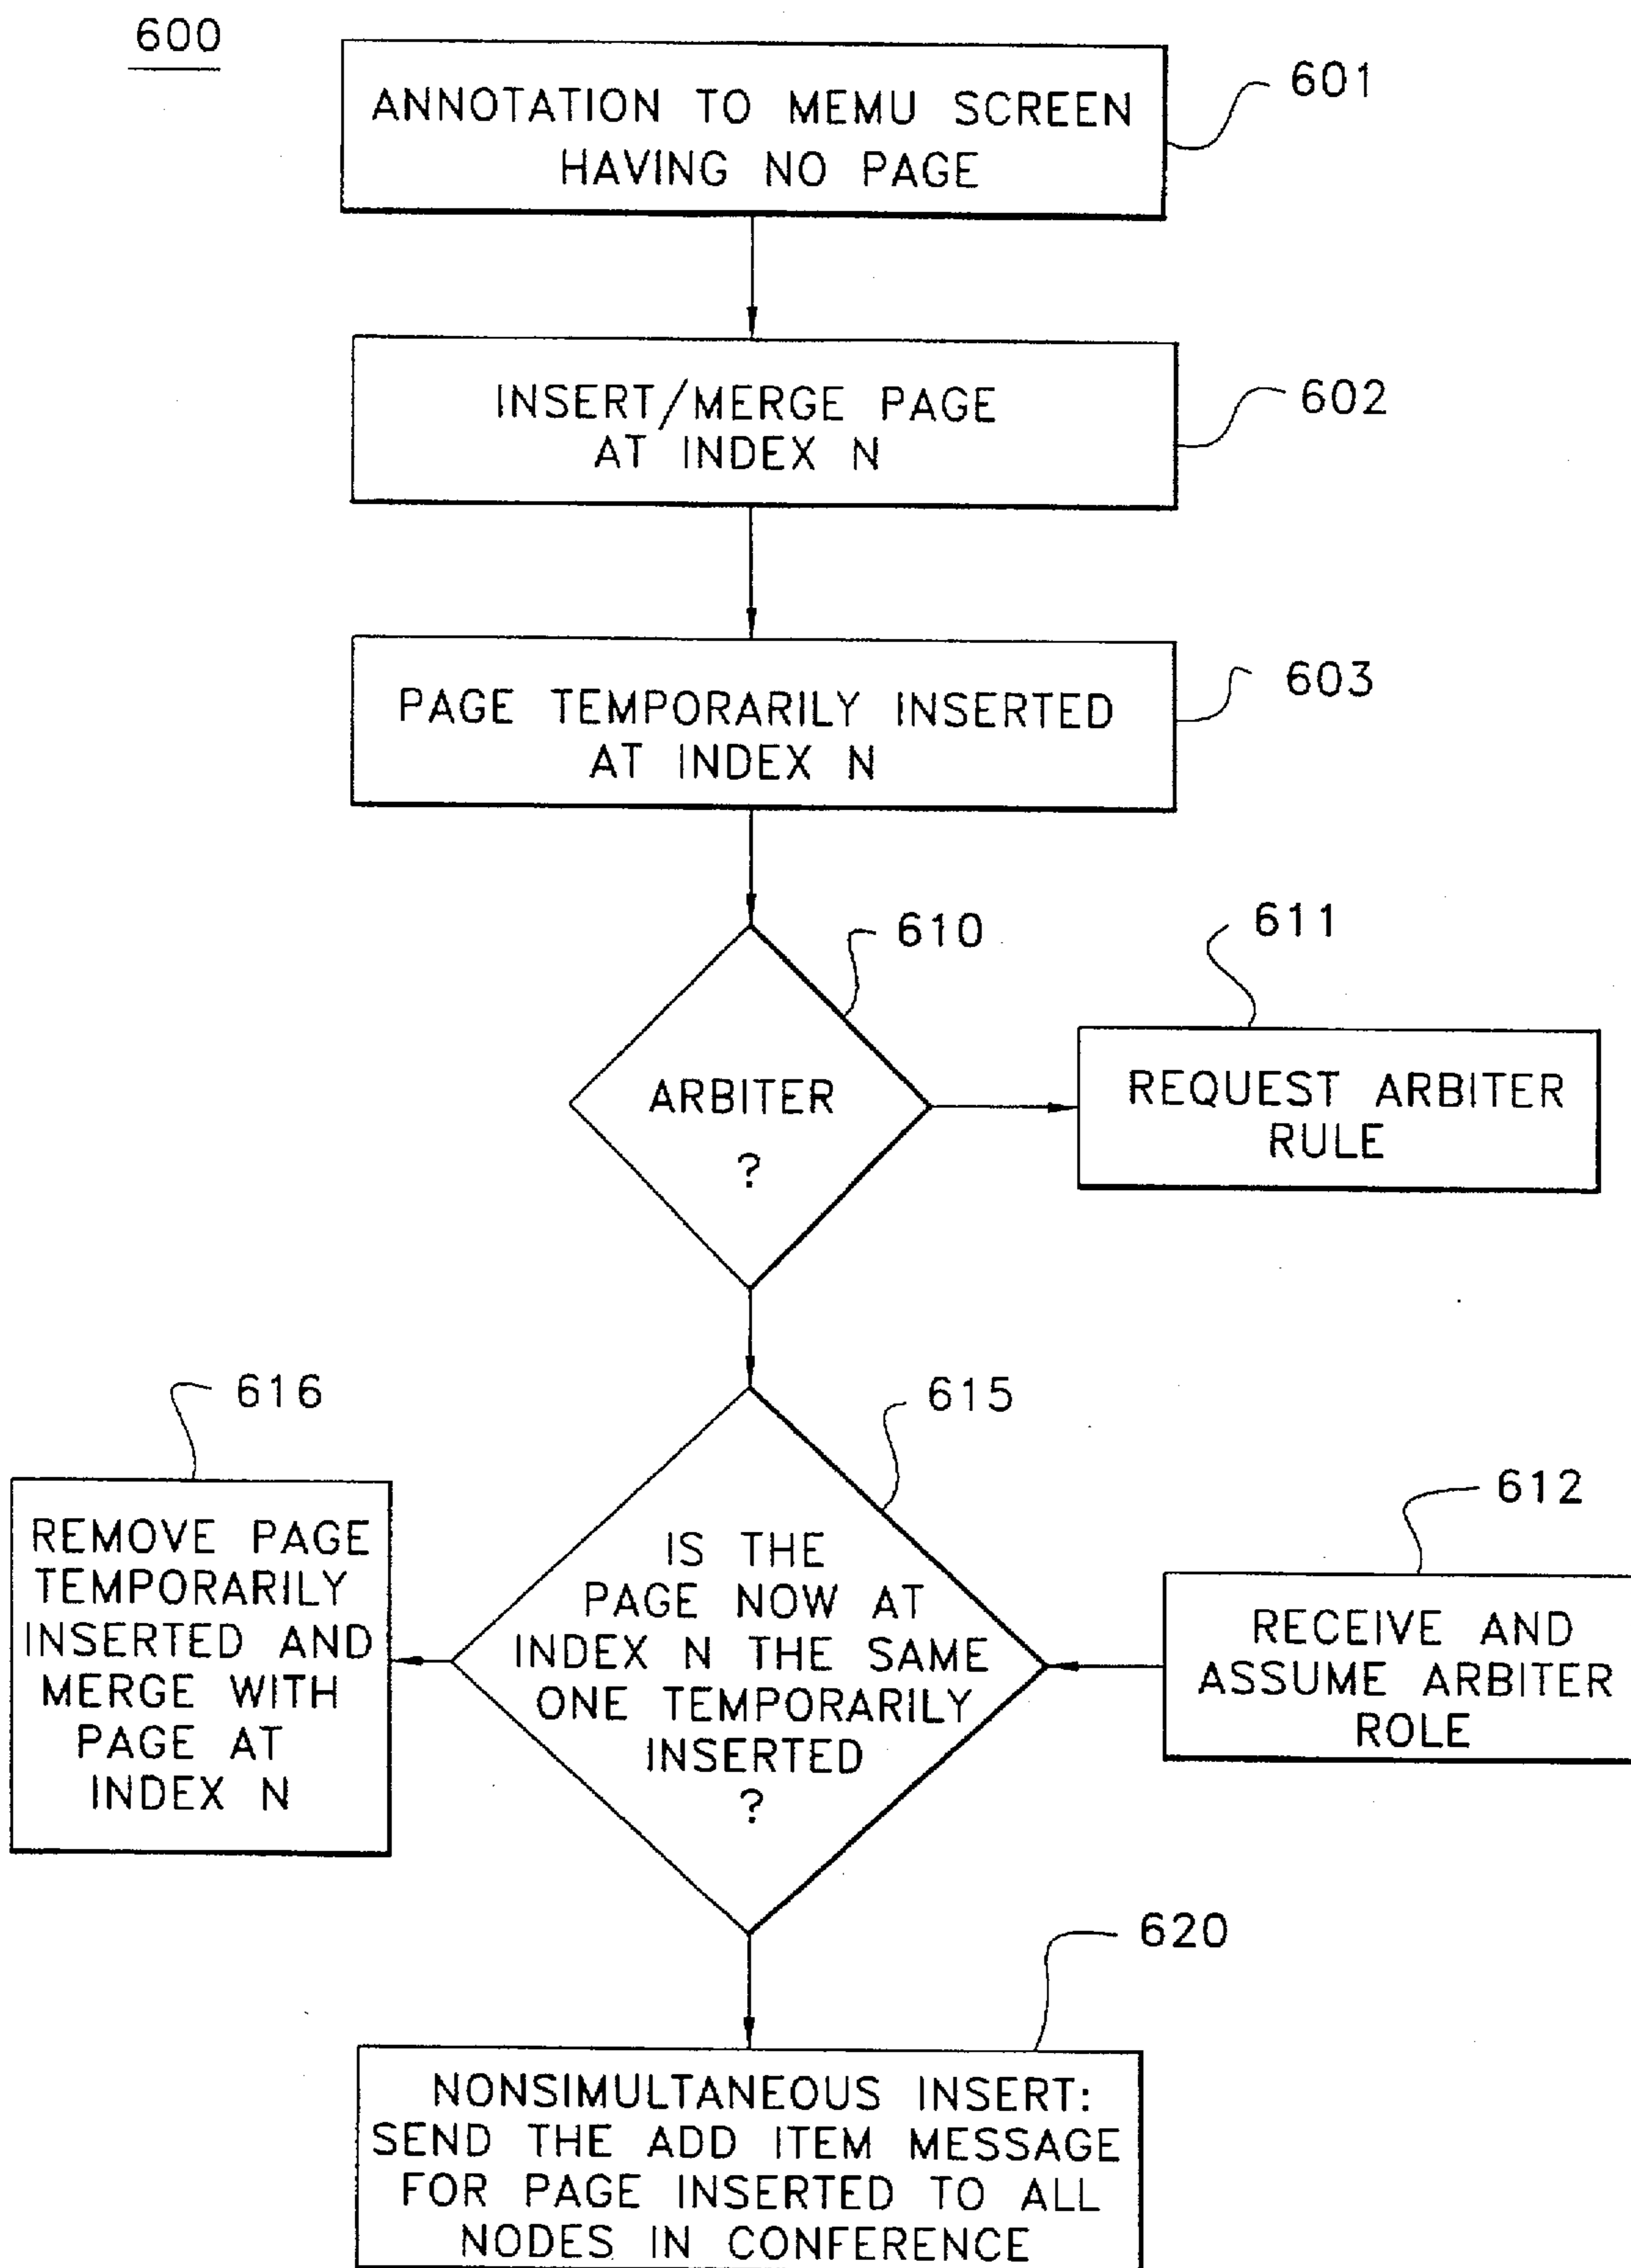 600
601
ANNOTATION TO MEMU SCREEN
HAVING NO PAGE
602
INSERT/MERGE PAGE
AT INDEX N
603
PAGE TEMPORARILY INSERTED
AT INDEX N
610
ARBITER
?
611
REQUEST ARBITER
RULE
616
REMOVE PAGE
TEMPORARILY
INSERTED AND
MERGE WITH
PAGE AT
INDEX N
615
IS THE
PAGE NOW AT
INDEX N THE SAME
ONE TEMPORARILY
INSERTED
?
612
RECEIVE AND
ASSUME ARBITER
ROLE
620
NONSIMULTANEOUS INSERT:
SEND THE ADD ITEM MESSAGE
FOR PAGE INSERTED TO ALL
NODES IN CONFERENCE